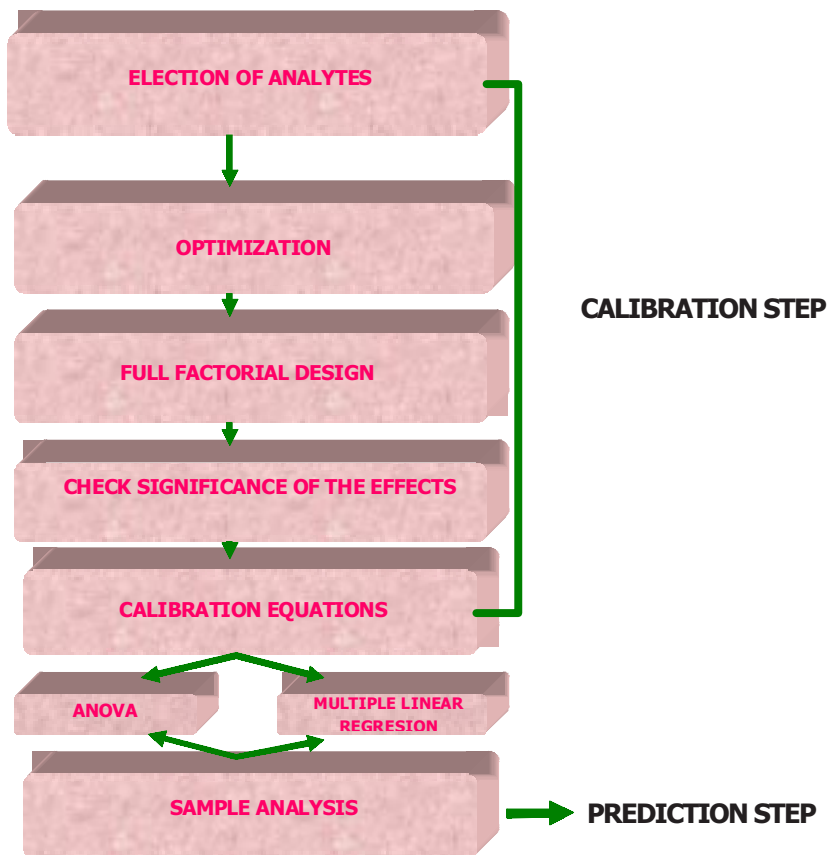 ELECTION OF ANALYTES
OPTIMIZATION
CALIBRATION STEP
FULL FACTORIAL DESIGN
CHECK SIGNIFICANCE OF THE EFFECTS
CALIBRATION EQUATIONS
ANOVA
MULTIPLE LINEAR
REGRESION
SAMPLE ANALYSIS
PREDICTION STEP